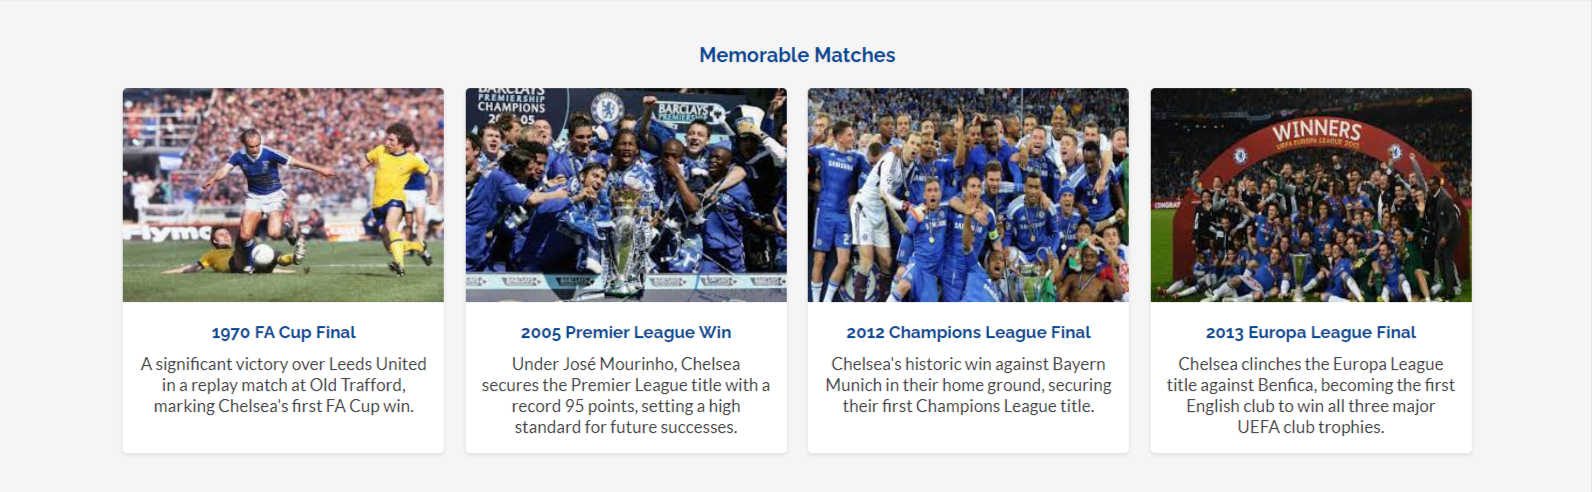 Memorable Matches
Flymo
BARCLAYS
PREMIERSHIP
CHAMPIONS
BARCLAYS
PREMIERSHIP
SAMSUNG
WINNERS
UEFA EUROPA LEAGUE 2013
CONGRAT
1970 FA Cup Final
A significant victory over Leeds United
in a replay match at Old Trafford,
marking Chelsea's first FA Cup win.
2005 Premier League Win
Under José Mourinho, Chelsea
secures the Premier League title with a
record 95 points, setting a high
standard for future successes.
2012 Champions League Final
Chelsea's historic win against Bayern
Munich in their home ground, securing
their first Champions League title.
2013 Europa League Final
Chelsea clinches the Europa League
title against Benfica, becoming the first
English club to win all three major
UEFA club trophies.